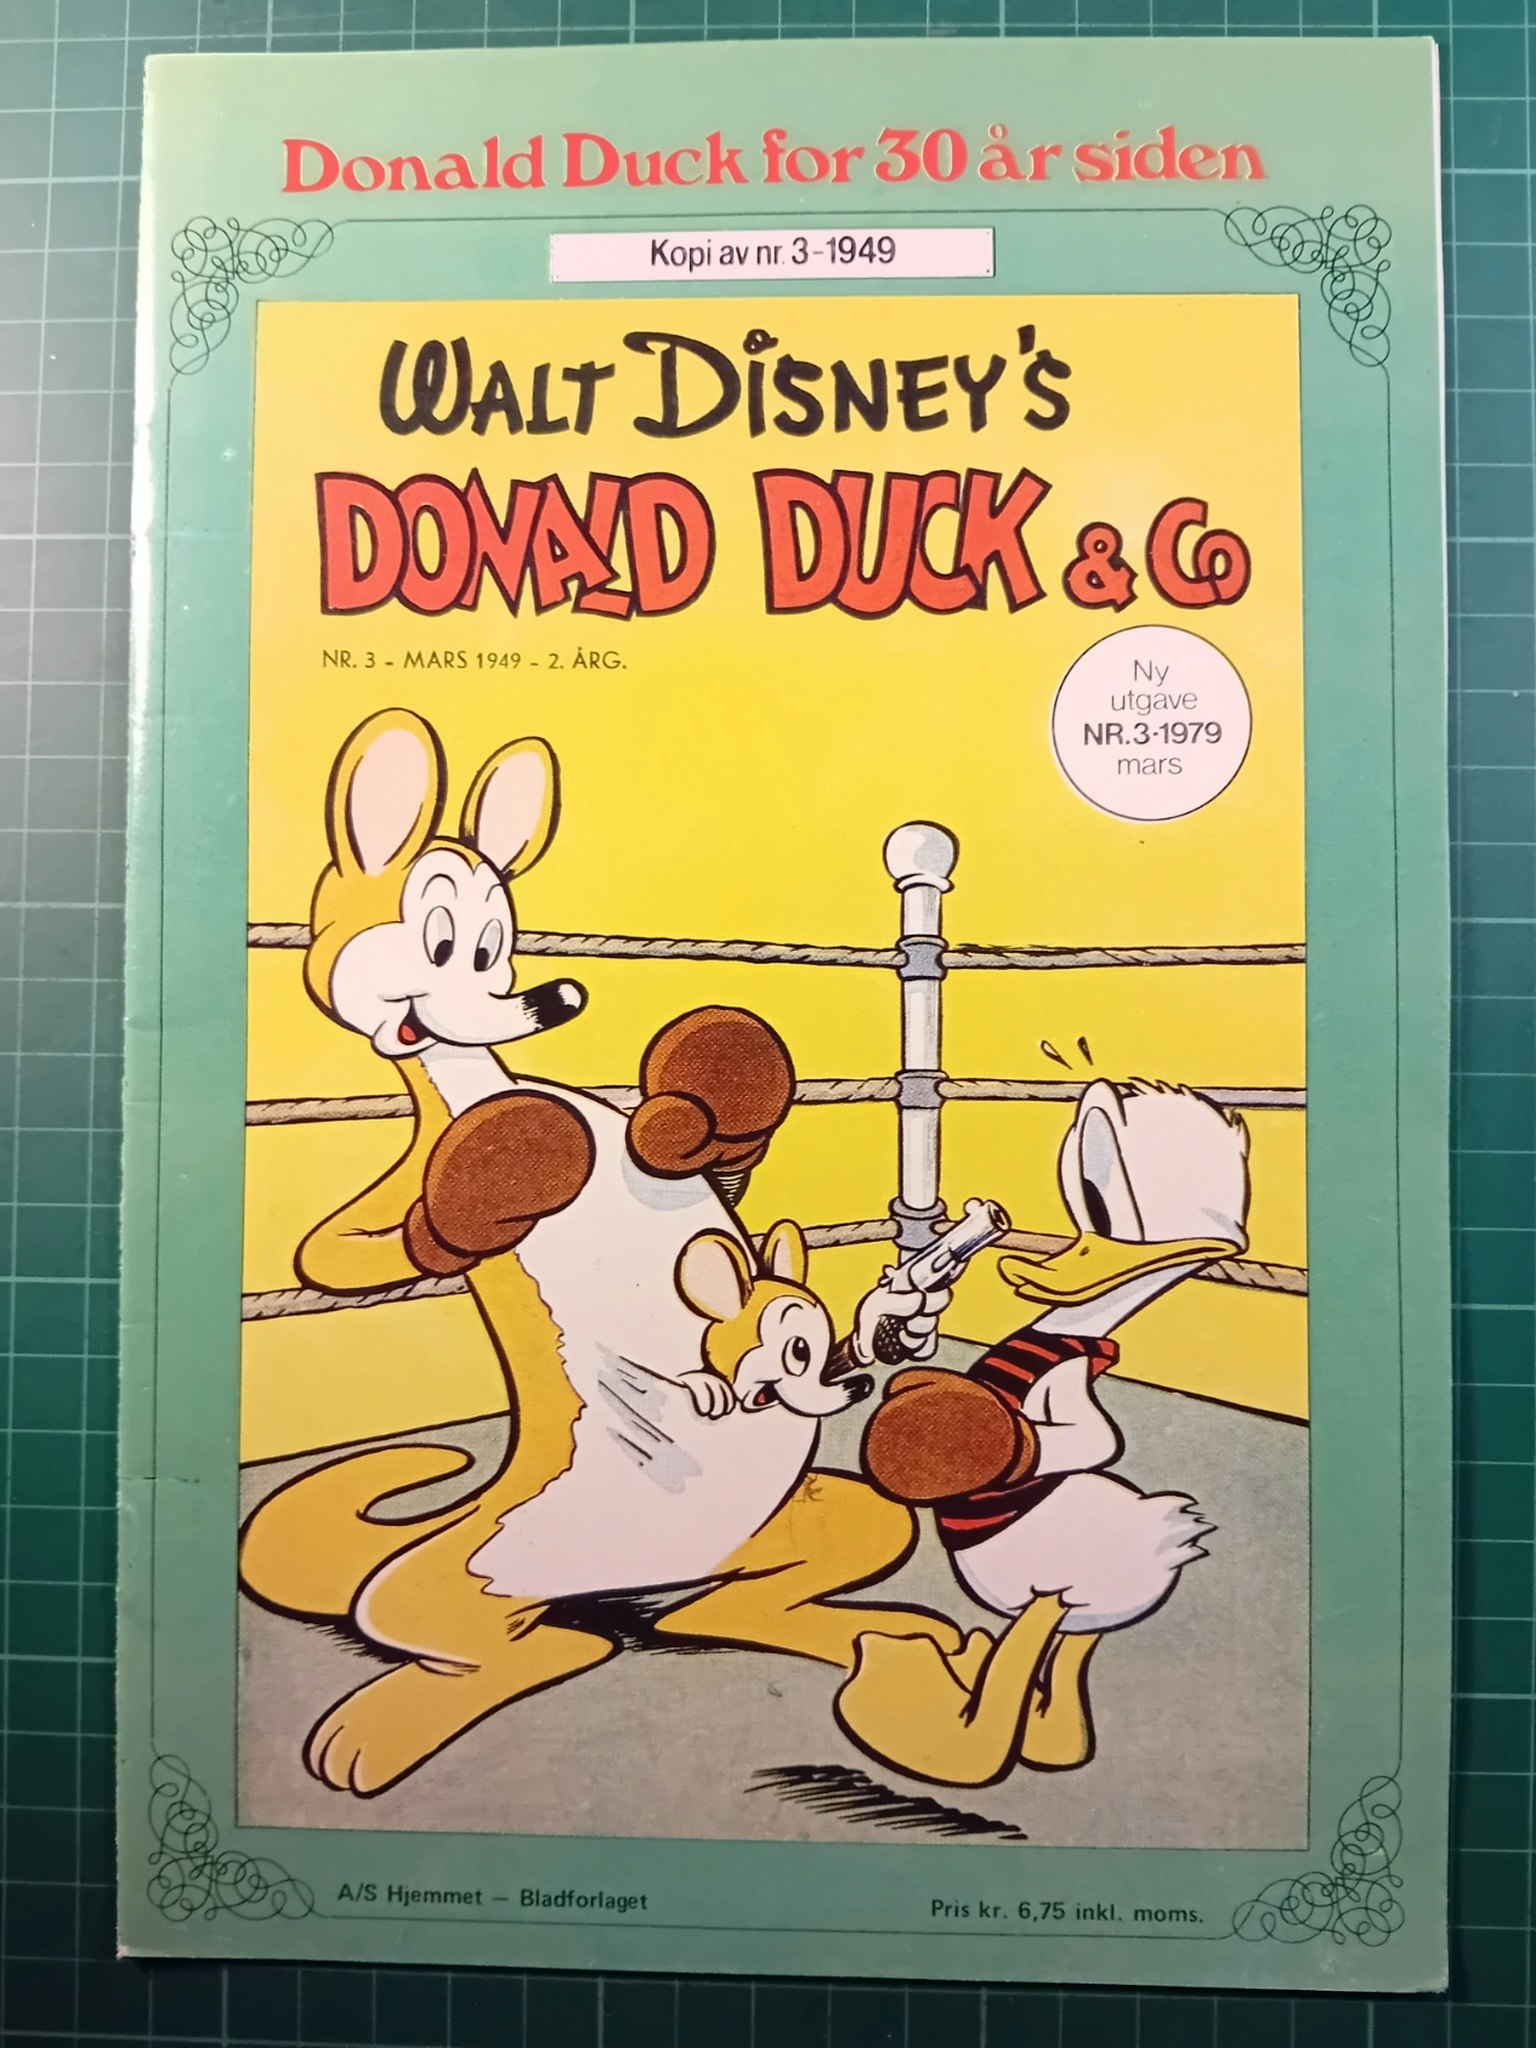 Donald Duck for 30 år siden
Kopi av nr. 3-1949
WALT DISNEY'S
DONALD DUCK & Co
NR. 3 - MARS 1949 - 2. ÅRG.
Ny
utgave
NR.3-1979
mars
A/S Hjemmet — Bladforlaget
Pris kr. 6,75 inkl. moms.